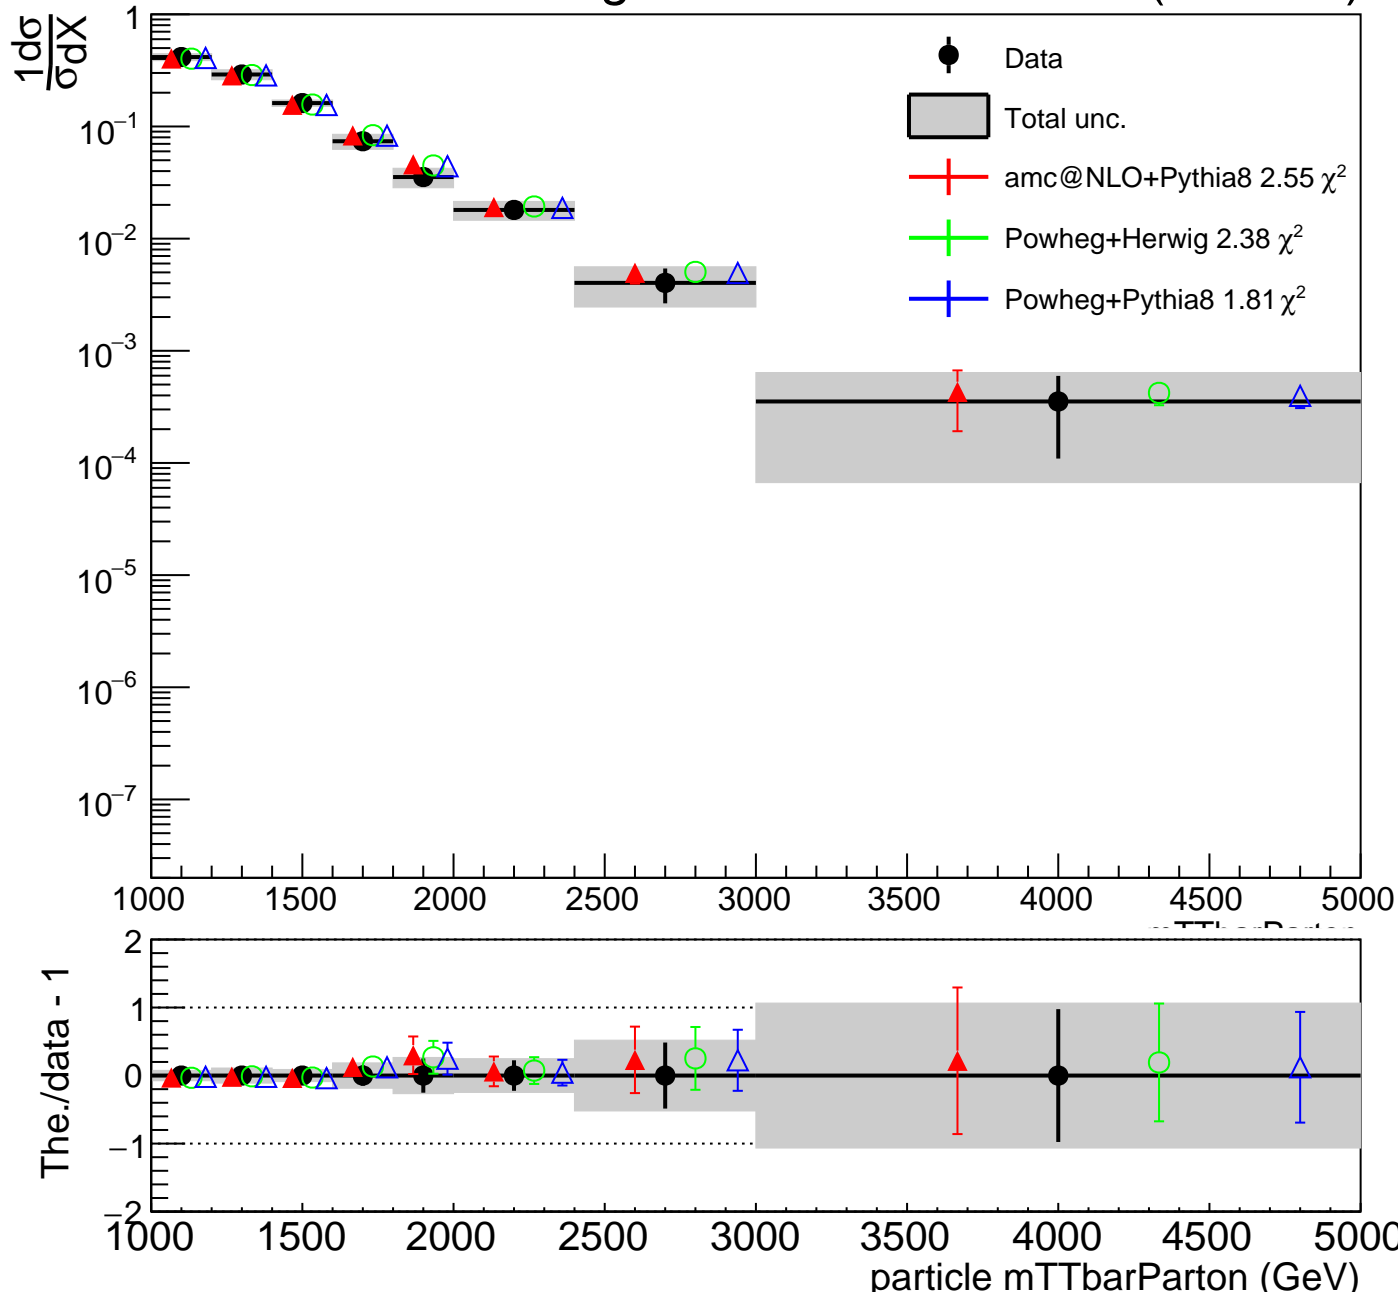 1dσ
σdX
Data
Total unc.
amc@NLO+Pythia8 2.55 χ²
Powheg+Herwig 2.38 χ²
Powheg+Pythia8 1.81 χ²
1
10⁻¹
10⁻²
10⁻³
10⁻⁴
10⁻⁵
10⁻⁶
10⁻⁷
1000 1500 2000 2500 3000 3500 4000 4500 5000
mTTbarParton
The./data - 1
2
1
0
−1
−2
1000 1500 2000 2500 3000 3500 4000 4500 5000
particle mTTbarParton (GeV)